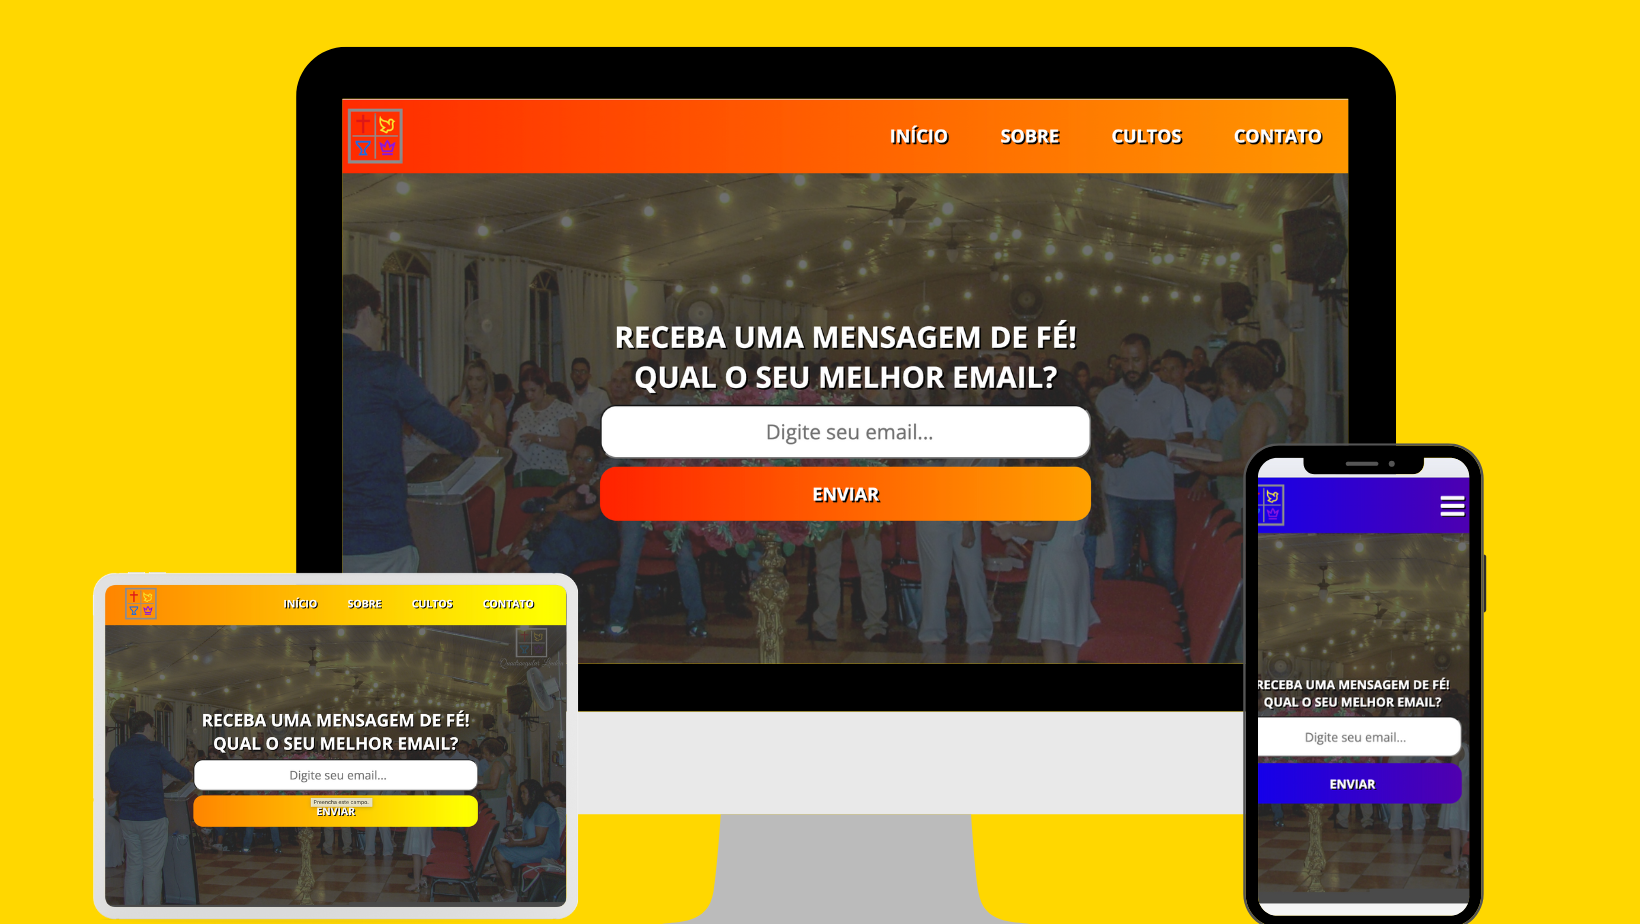 INÍCIO SOBRE CULTOS CONTATO
RECEBA UMA MENSAGEM DE FÉ!
QUAL O SEU MELHOR EMAIL?
Digite seu email...
ENVIAR
INÍCIO SOBRE CULTOS CONTATO
RECEBA UMA MENSAGEM DE FÉ!
QUAL O SEU MELHOR EMAIL?
Digite seu email...
Preencha este campo.
ENVIAR
RECEBA UMA MENSAGEM DE FÉ!
QUAL O SEU MELHOR EMAIL?
Digite seu email...
ENVIAR